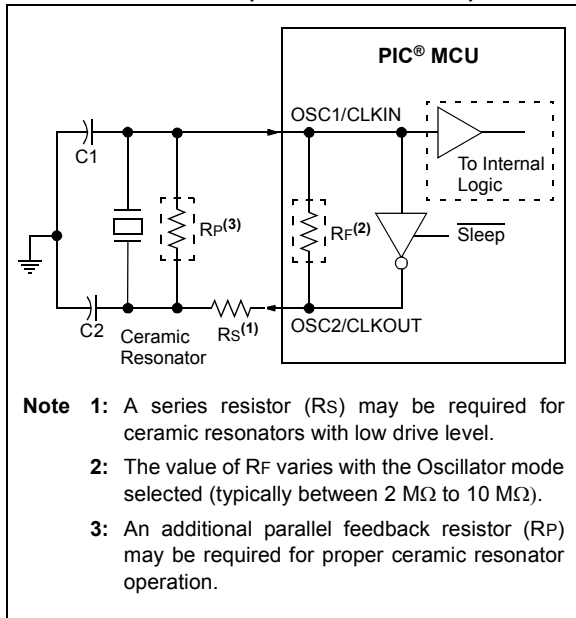 PIC® MCU
OSC1/CLKIN
C1
To Internal
Logic
RP(3)
RF(2)
Sleep
C2
Ceramic
Resonator
RS(1)
OSC2/CLKOUT
Note 1: A series resistor (RS) may be required for
ceramic resonators with low drive level.
2: The value of RF varies with the Oscillator mode
selected (typically between 2 MΩ to 10 MΩ).
3: An additional parallel feedback resistor (RP)
may be required for proper ceramic resonator
operation.